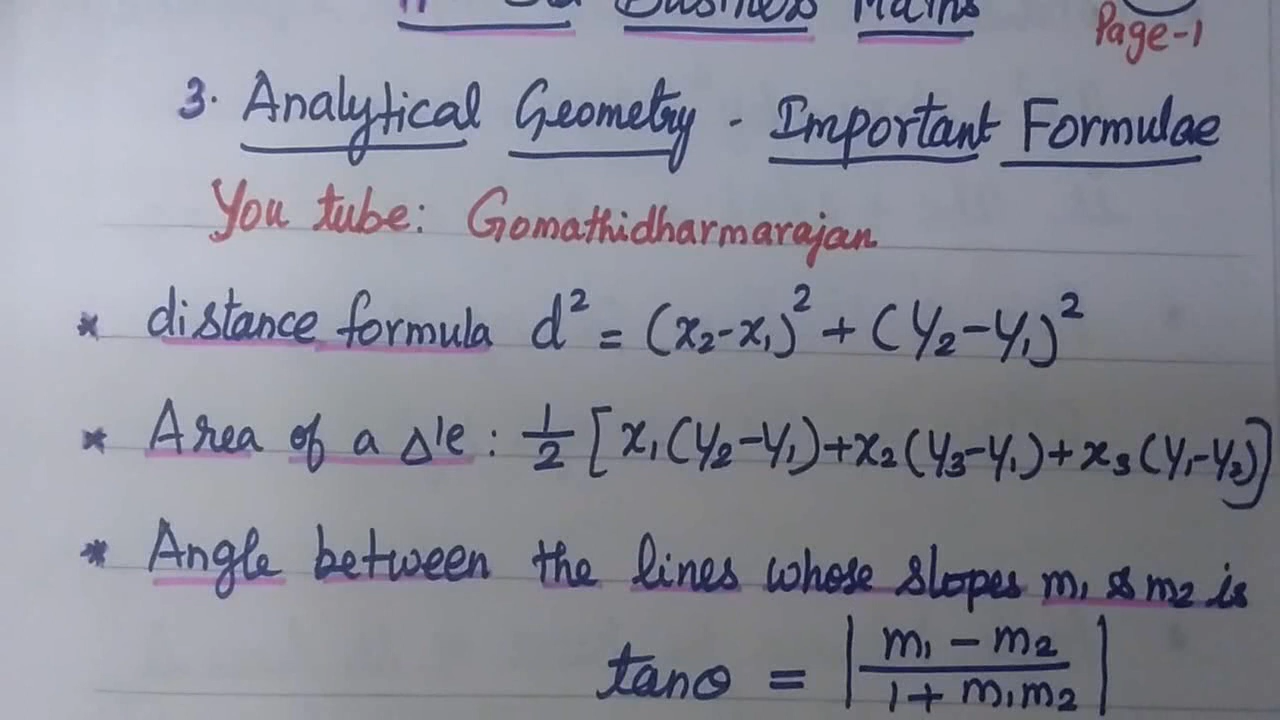 Business Maths
Page-1
3. Analytical Geometry - Important Formulae
You tube: Gomathidharmarajan
* distance formula d² = (x₂-x₁)² + (y₂-y₁)²
* Area of a Δ'e : 1/2 [x₁(y₂-y₁)+x₂(y₃-y₁)+x₃(y₁-y₂)]
* Angle between the lines whose slopes m₁ & m₂ is
tanθ = | m₁ - m₂ / 1 + m₁m₂ |